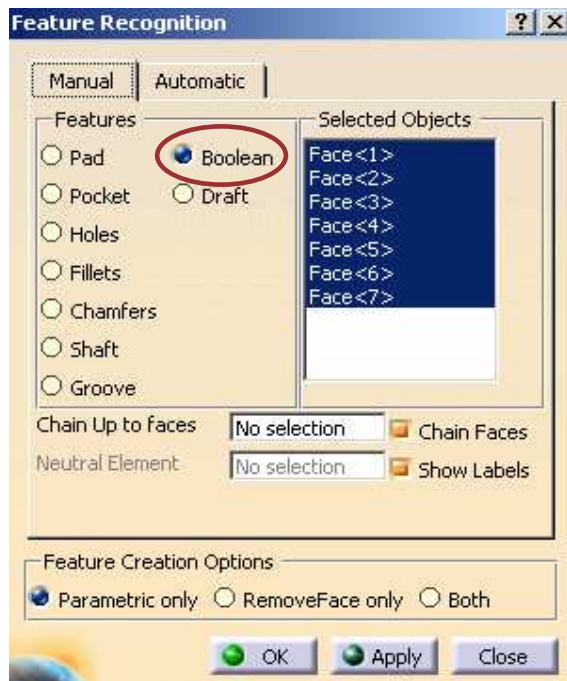 Feature Recognition
Manual Automatic
Features
Pad Boolean
Pocket Draft
Holes
Fillets
Chamfers
Shaft
Groove
Selected Objects
Face<1>
Face<2>
Face<3>
Face<4>
Face<5>
Face<6>
Face<7>
Chain Up to faces No selection Chain Faces
Neutral Element No selection Show Labels
Feature Creation Options
Parametric only RemoveFace only Both
OK Apply Close